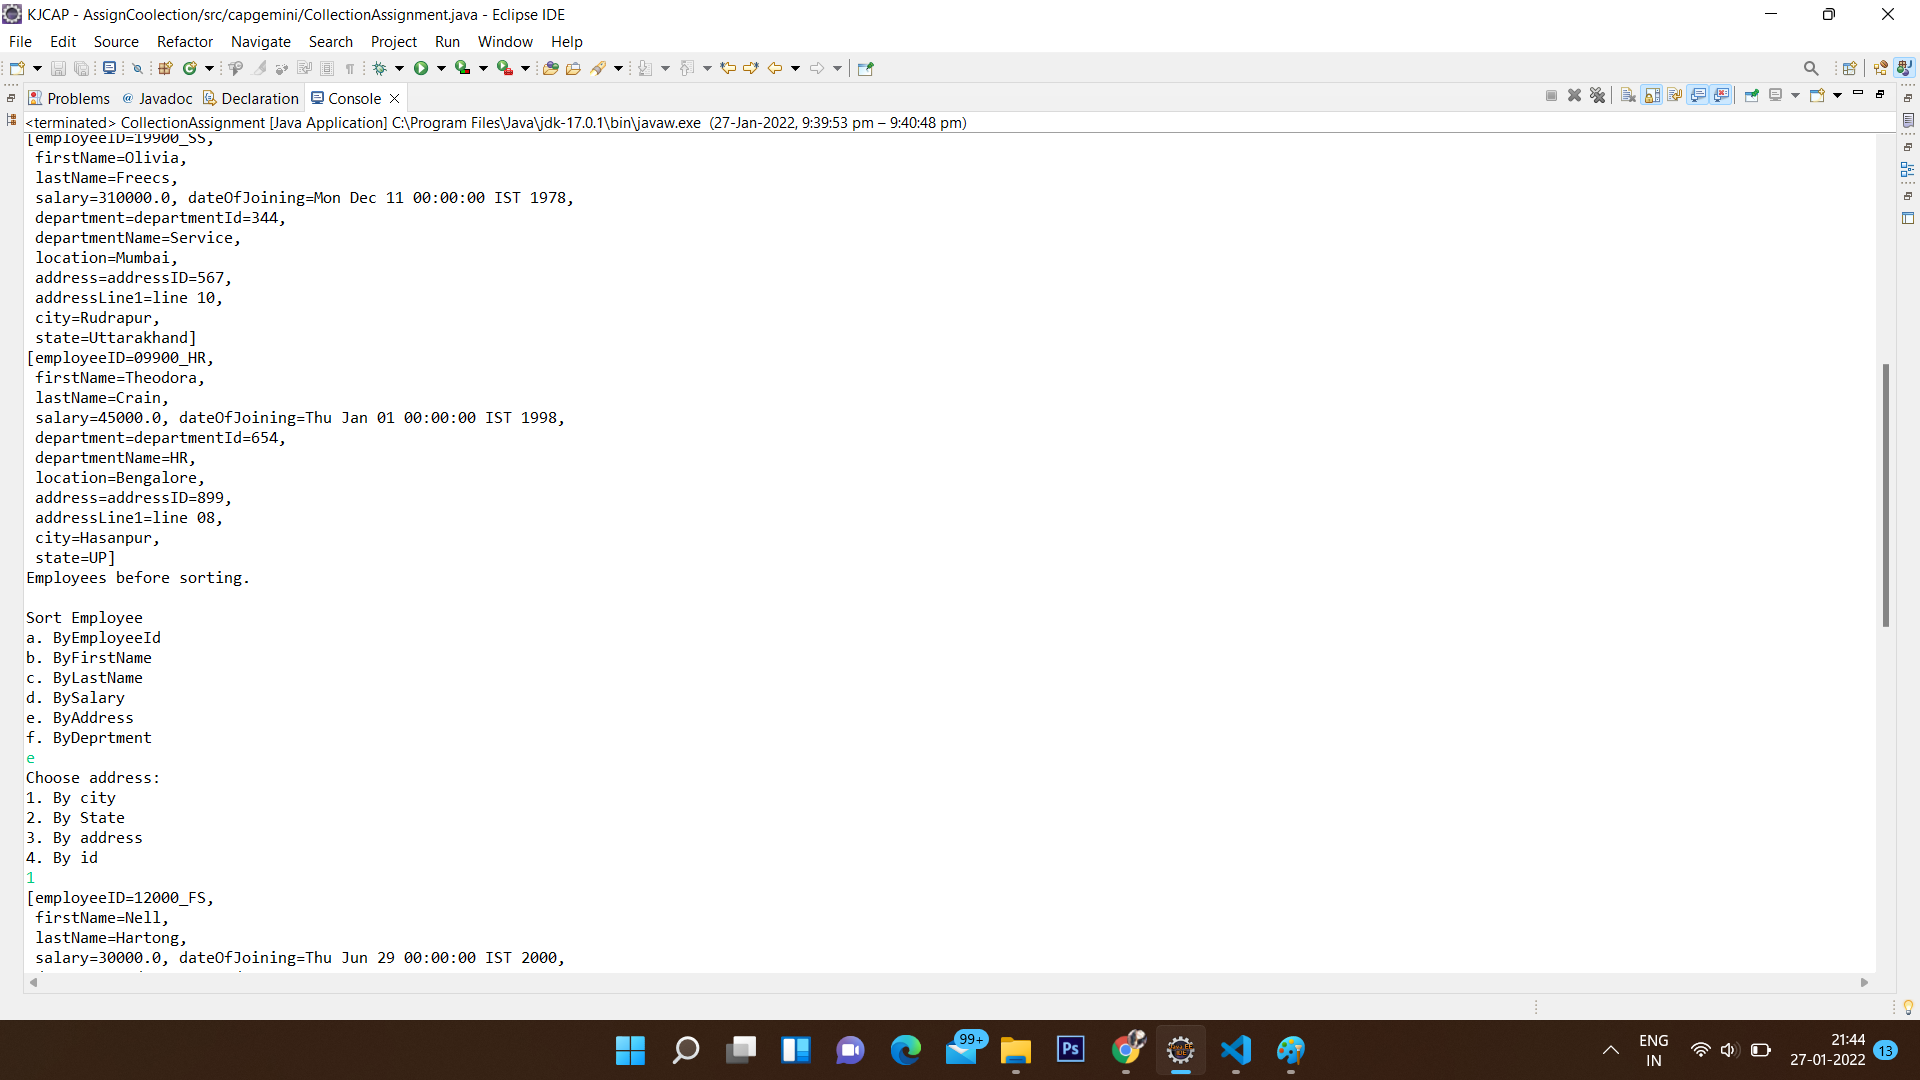 KJCAP - AssignCoolection/src/capgemini/CollectionAssignment.java - Eclipse IDE
File Edit Source Refactor Navigate Search Project Run Window Help
Problems @ Javadoc Declaration Console
<terminated> CollectionAssignment [Java Application] C:\Program Files\Java\jdk-17.0.1\bin\javaw.exe (27-Jan-2022, 9:39:53 pm – 9:40:48 pm)
[employeeID=19900_SS,
firstName=Olivia,
lastName=Freecs,
salary=310000.0, dateOfJoining=Mon Dec 11 00:00:00 IST 1978,
department=departmentId=344,
departmentName=Service,
location=Mumbai,
address=addressID=567,
addressLine1=line 10,
city=Rudrapur,
state=Uttarakhand]
[employeeID=09900_HR,
firstName=Theodora,
lastName=Crain,
salary=45000.0, dateOfJoining=Thu Jan 01 00:00:00 IST 1998,
department=departmentId=654,
departmentName=HR,
location=Bengalore,
address=addressID=899,
addressLine1=line 08,
city=Hasanpur,
state=UP]
Employees before sorting.
Sort Employee
a. ByEmployeeId
b. ByFirstName
c. ByLastName
d. BySalary
e. ByAddress
f. ByDeprtment
e
Choose address:
1. By city
2. By State
3. By address
4. By id
1
[employeeID=12000_FS,
firstName=Nell,
lastName=Hartong,
salary=30000.0, dateOfJoining=Thu Jun 29 00:00:00 IST 2000,
99+
Ps
ENG
IN
21:44
27-01-2022
13